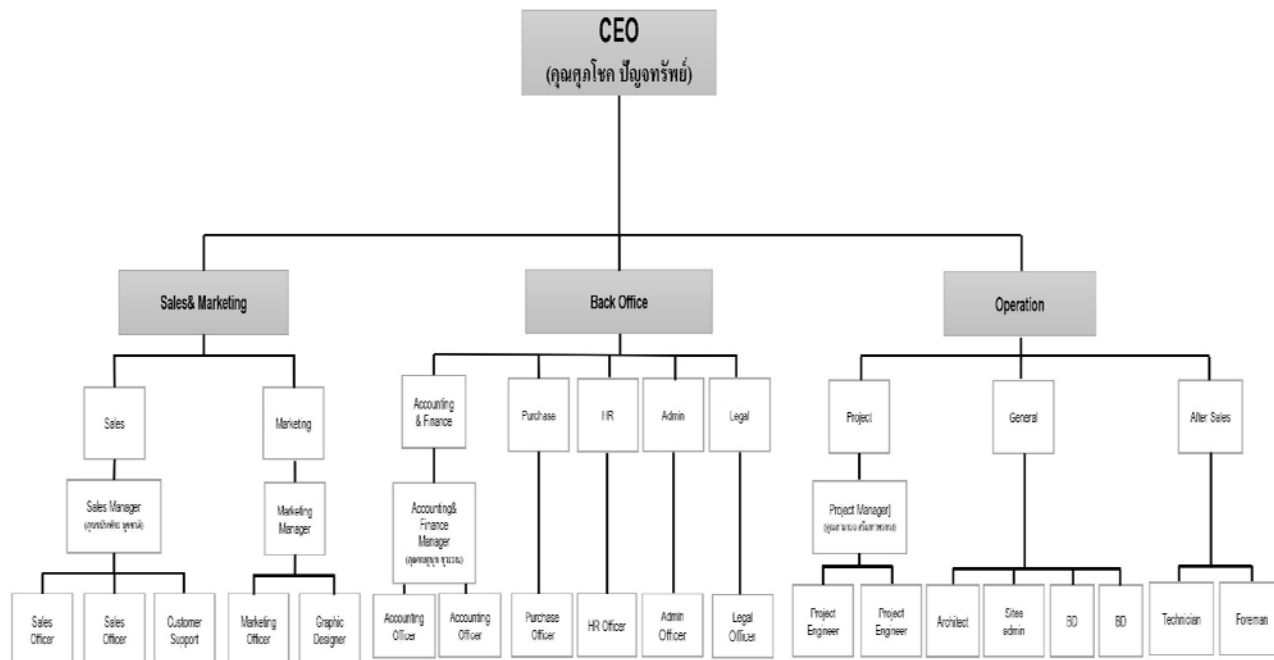 CEO
(คุณศุภโชค ปัญจทรัพย์)
Sales& Marketing
Back Office
Operation
Sales
Marketing
Accounting
& Finance
Purchase
HR
Admin
Legal
Project
General
After Sales
Sales Manager
Marketing
Manager
Accounting&
Finance
Manager
Project Manager]
Sales
Officer
Sales
Officer
Customer
Support
Marketing
Officer
Graphic
Designer
Accounting
Officer
Accounting
Officer
Purchase
Officer
HR Officer
Admin
Officer
Legal
Officer
Project
Engineer
Project
Engineer
Architect
Sites
admin
BD
BD
Technician
Foreman